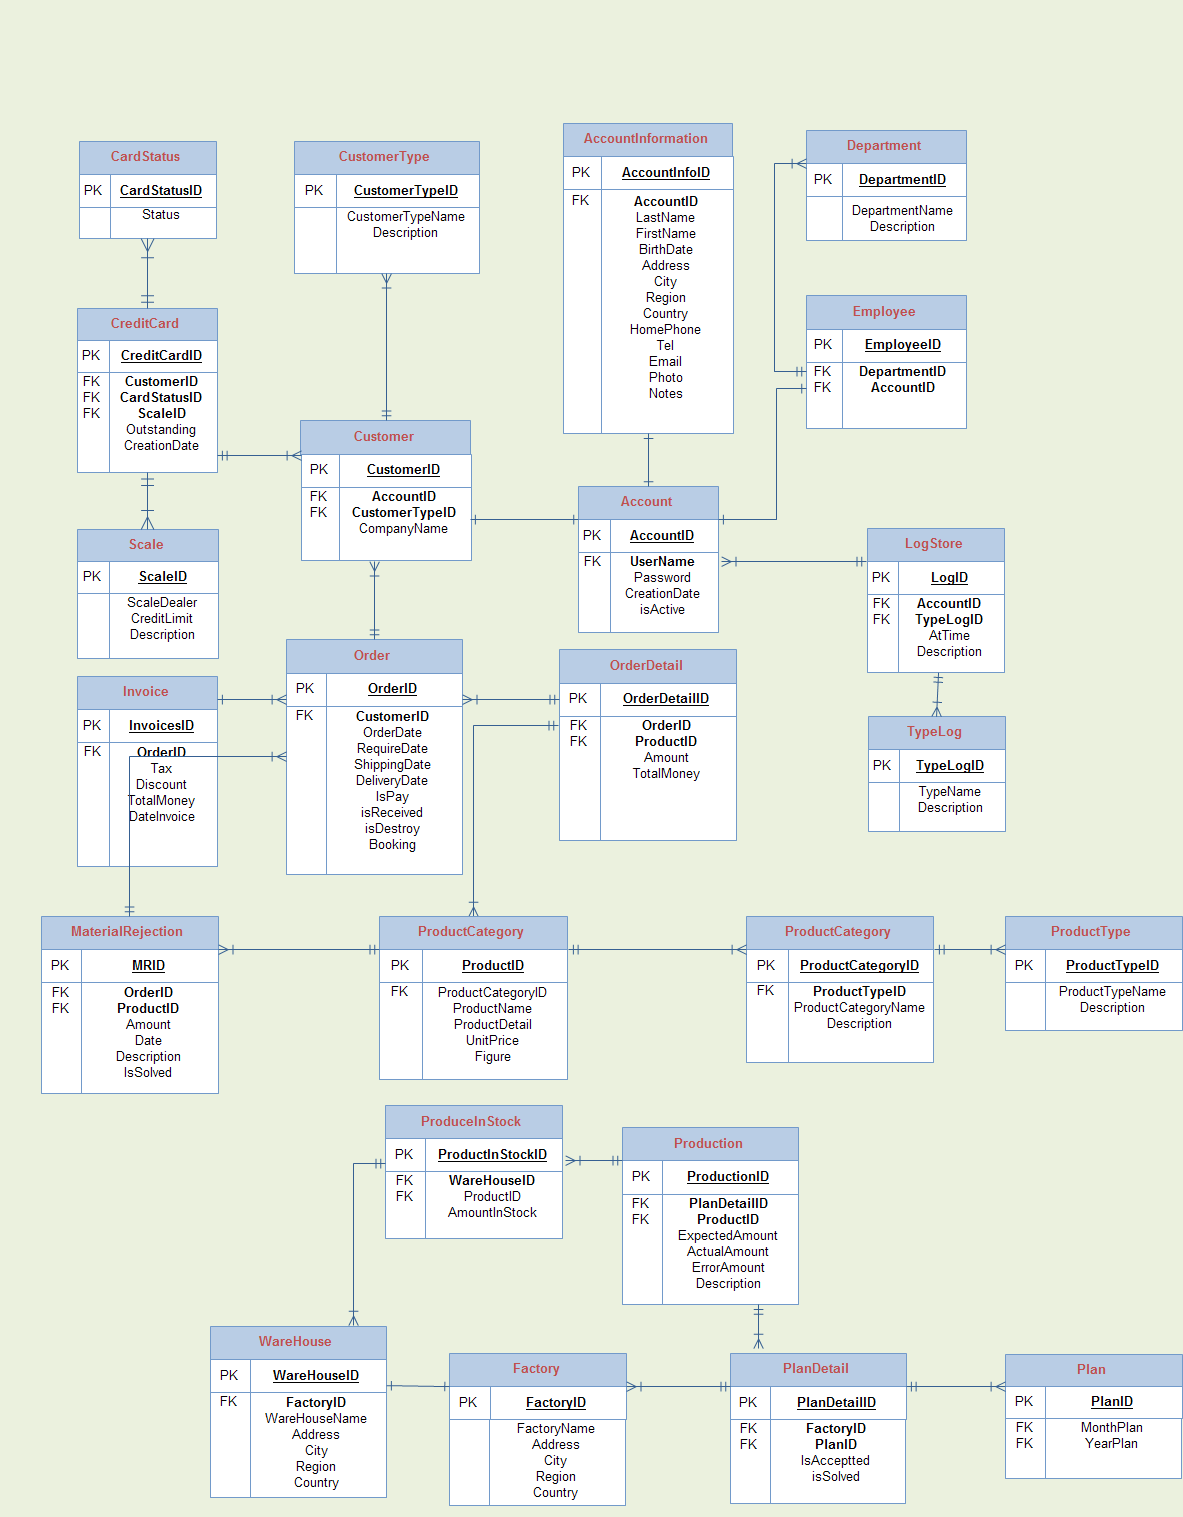 CardStatus
PK CardStatusID
Status
CustomerType
PK CustomerTypeID
CustomerTypeName
Description
AccountInformation
PK AccountInfoID
FK AccountID
LastName
FirstName
BirthDate
Address
City
Region
Country
HomePhone
Tel
Email
Photo
Notes
Department
PK DepartmentID
DepartmentName
Description
Employee
PK EmployeeID
FK DepartmentID
FK AccountID
CreditCard
PK CreditCardID
FK CustomerID
FK CardStatusID
FK ScaleID
Outstanding
CreationDate
Customer
PK CustomerID
FK AccountID
FK CustomerTypeID
CompanyName
Account
PK AccountID
FK UserName
Password
CreationDate
isActive
Scale
PK ScaleID
ScaleDealer
CreditLimit
Description
LogStore
PK LogID
FK AccountID
FK TypeLogID
AtTime
Description
Order
PK OrderID
FK CustomerID
OrderDate
RequireDate
ShippingDate
DeliveryDate
IsPay
isReceived
isDestroy
Booking
OrderDetail
PK OrderDetailID
FK OrderID
FK ProductID
Amount
TotalMoney
Invoice
PK InvoicesID
FK OrderID
Tax
Discount
TotalMoney
DateInvoice
TypeLog
PK TypeLogID
TypeName
Description
MaterialRejection
PK MRID
FK OrderID
FK ProductID
Amount
Date
Description
IsSolved
ProductCategory
PK ProductID
FK ProductCategoryID
ProductName
ProductDetail
UnitPrice
Figure
ProductCategory
PK ProductCategoryID
FK ProductTypeID
ProductCategoryName
Description
ProductType
PK ProductTypeID
ProductTypeName
Description
ProduceInStock
PK ProductInStockID
FK WareHouseID
FK ProductID
AmountInStock
Production
PK ProductionID
FK PlanDetailID
FK ProductID
ExpectedAmount
ActualAmount
ErrorAmount
Description
WareHouse
PK WareHouseID
FK FactoryID
WareHouseName
Address
City
Region
Country
Factory
PK FactoryID
FactoryName
Address
City
Region
Country
PlanDetail
PK PlanDetailID
FK FactoryID
FK PlanID
IsAcceptted
isSolved
Plan
PK PlanID
FK MonthPlan
FK YearPlan